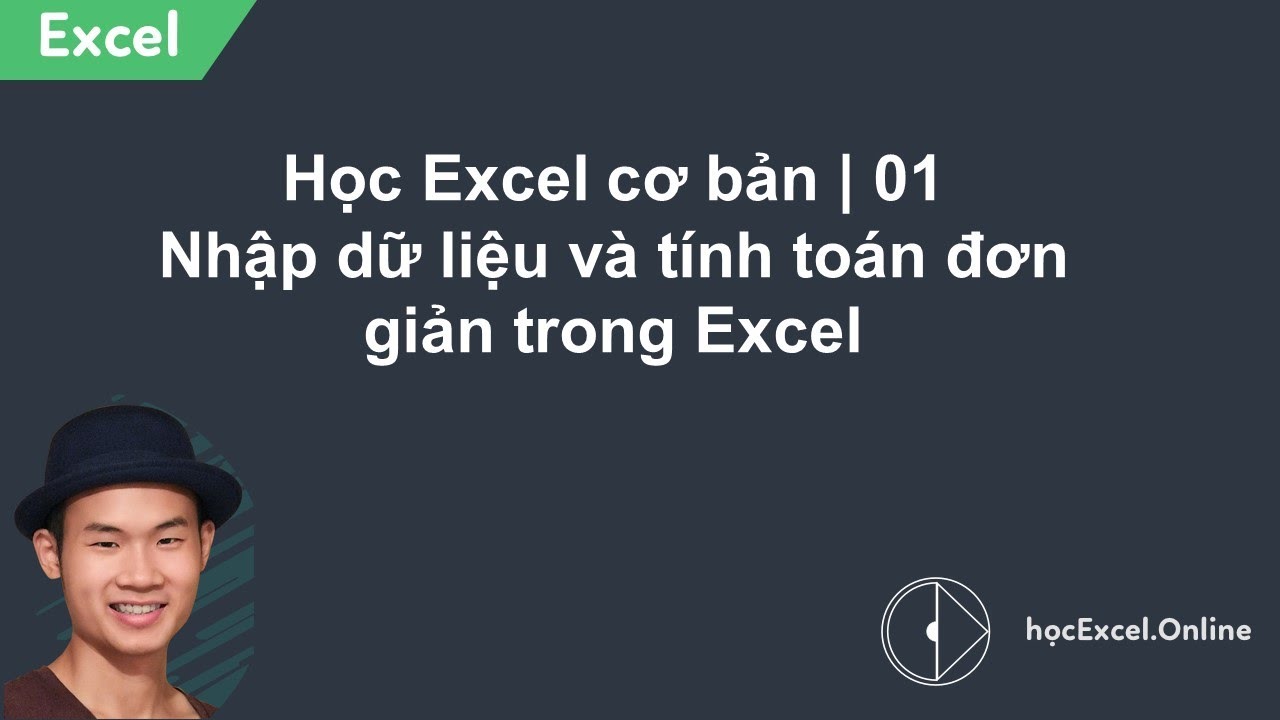 Excel
Học Excel cơ bản | 01
Nhập dữ liệu và tính toán đơn
giản trong Excel
họcExcel.Online